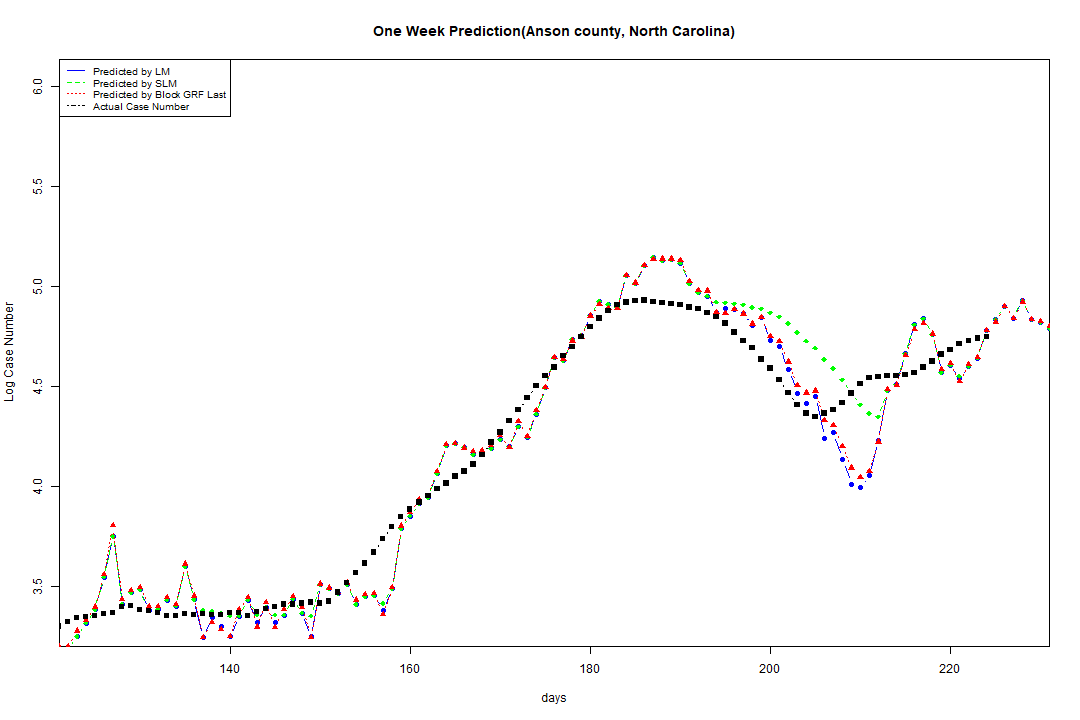 One Week Prediction(Anson county, North Carolina)
Predicted by LM
Predicted by SLM
Predicted by Block GRF Last
Actual Case Number
6.0
5.5
5.0
4.5
4.0
3.5
Log Case Number
140 160 180 200 220
days